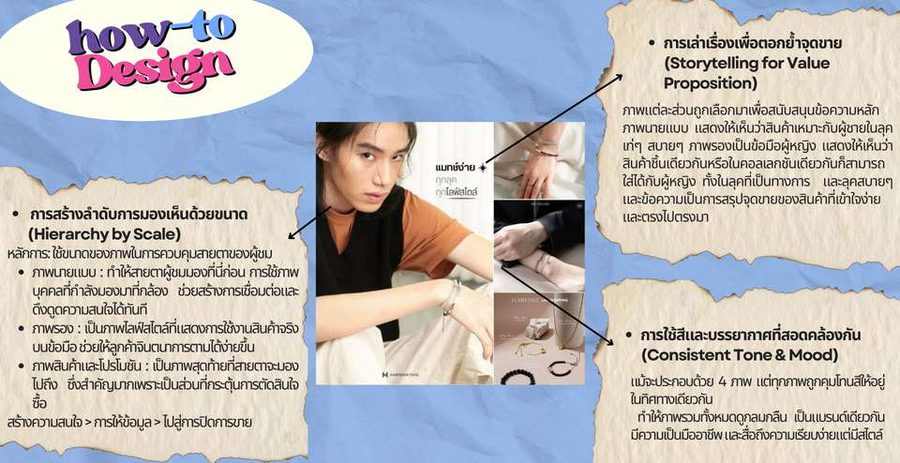 how-to
Design
การสร้างลำดับการมองเห็นด้วยขนาด
(Hierarchy by Scale)
หลักการ: ใช้ขนาดของภาพในการควบคุมสายตาของผู้ชม
ภาพนายแบบ : ทำให้สายตาผู้ชมมองที่นี่ก่อน การใช้ภาพ
บุคคลที่กำลังมองมาที่กล้อง ช่วยสร้างการเชื่อมต่อและ
ดึงดูดความสนใจได้ทันที
ภาพรอง : เป็นภาพไลฟ์สไตล์ที่แสดงการใช้งานสินค้าจริง
บนข้อมือ ช่วยให้ลูกค้าจินตนาการตามได้ง่ายขึ้น
ภาพสินค้าและโปรโมชัน : เป็นภาพสุดท้ายที่สายตาจะมอง
ไปถึง ซึ่งสำคัญมากเพราะเป็นส่วนที่กระตุ้นการตัดสินใจ
ซื้อ
สร้างความสนใจ > การให้ข้อมูล > ไปสู่การปิดการขาย
แมทช์ง่าย
ทุกลุค
ทุกไลฟ์สไตล์
การเล่าเรื่องเพื่อตอกย้ำจุดขาย
(Storytelling for Value
Proposition)
ภาพแต่ละส่วนถูกเลือกมาเพื่อสนับสนุนข้อความหลัก
ภาพนายแบบ แสดงให้เห็นว่าสินค้าเหมาะกับผู้ชายในลุค
เท่ๆ สบายๆ ภาพรองเป็นข้อมือผู้หญิง แสดงให้เห็นว่า
สินค้าชิ้นเดียวกันหรือในคอลเลกชันเดียวกันก็สามารถ
ใส่ได้กับผู้หญิง ทั้งในลุคที่เป็นทางการ และลุคสบายๆ
และข้อความเป็นการสรุปจุดขายของสินค้าที่เข้าใจง่าย
และตรงไปตรงมา
การใช้สีและบรรยากาศที่สอดคล้องกัน
(Consistent Tone & Mood)
แม้จะประกอบด้วย 4 ภาพ แต่ทุกภาพถูกคุมโทนสีให้อยู่
ในทิศทางเดียวกัน
ทำให้ภาพรวมทั้งหมดดูกลมกลืน เป็นแบรนด์เดียวกัน
มีความเป็นมืออาชีพ และสื่อถึงความเรียบง่ายแต่มีสไตล์